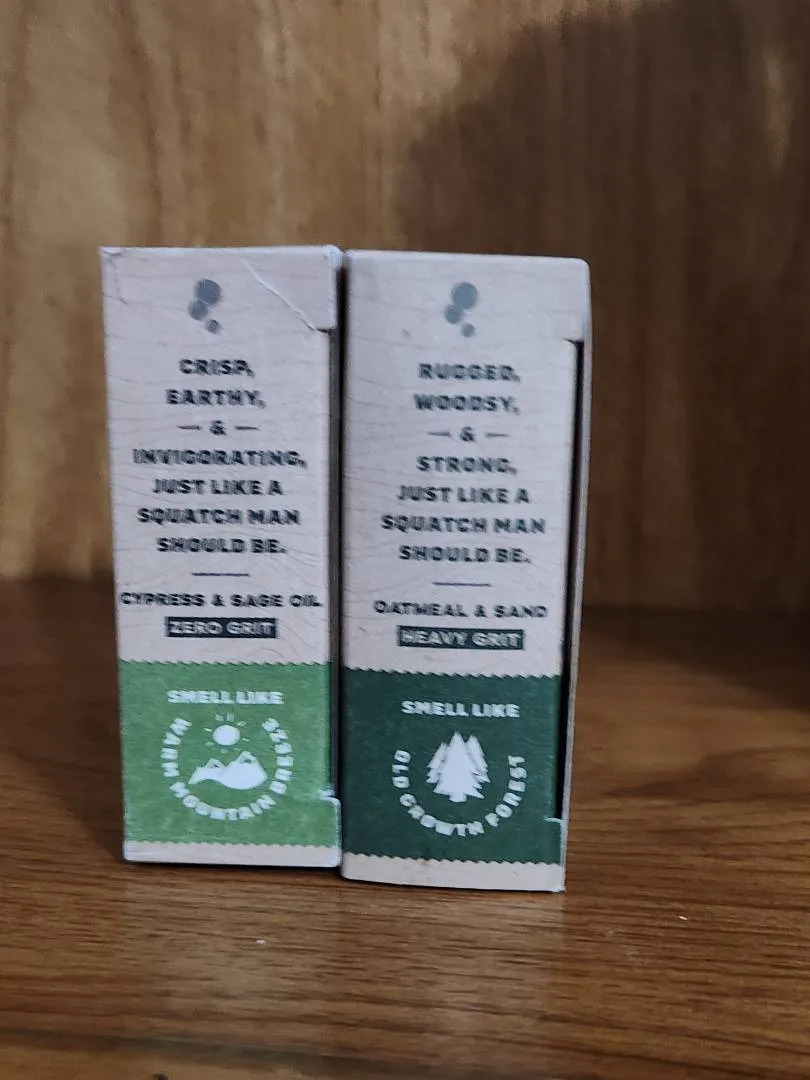 CRISP,
EARTHY,
&
INVIGORATING,
JUST LIKE A
SQUATCH MAN
SHOULD BE.
CYPRESS & SAGE OIL
ZERO GRIT
SMELL LIKE
WARM MOUNTAIN BREEZE
RUGGED,
WOODSY,
&
STRONG,
JUST LIKE A
SQUATCH MAN
SHOULD BE.
OATMEAL & SAND
HEAVY GRIT
SMELL LIKE
OLD GROWTH FOREST